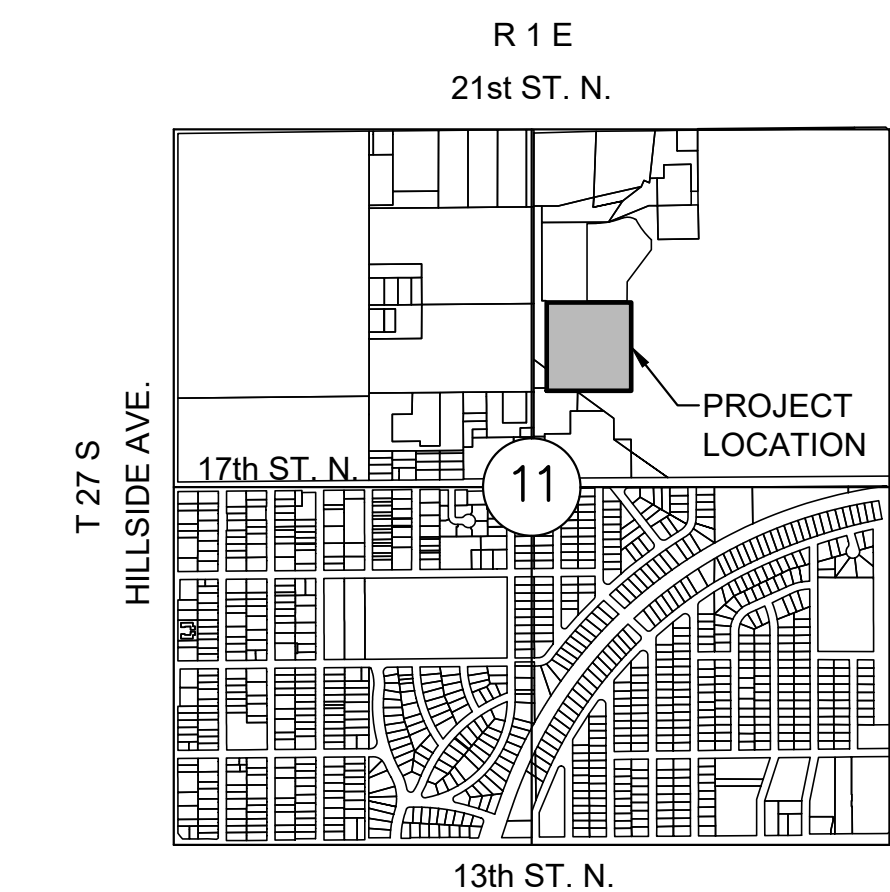 R 1 E
21st ST. N.
T 27 S
HILLSIDE AVE.
PROJECT
LOCATION
17th ST. N.
11
13th ST. N.